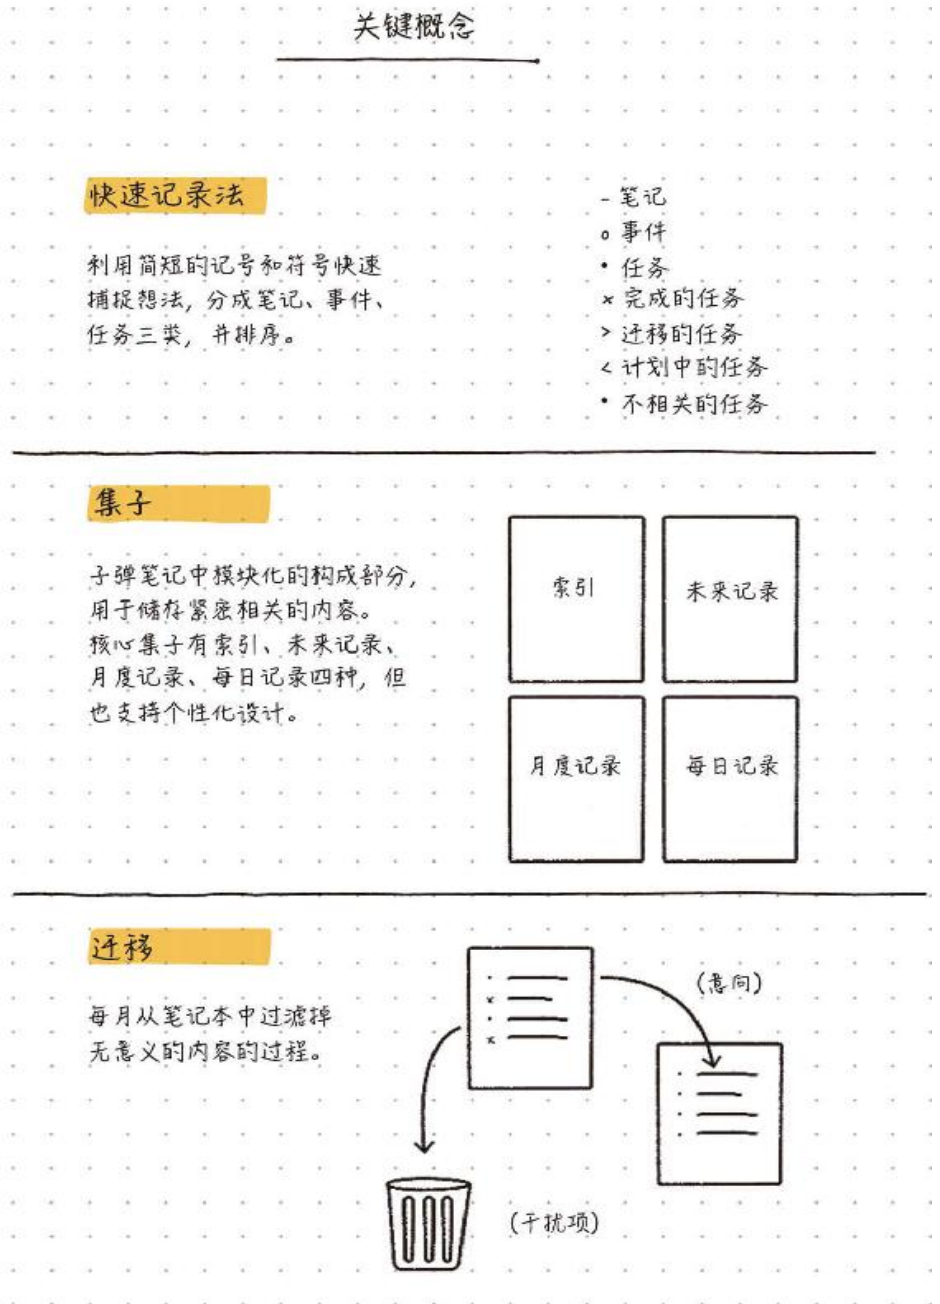 关键概念
快速记录法
利用简短的记号和符号快速
捕捉想法,分成笔记、事件、
任务三类,并排序。
- 笔记
o 事件
• 任务
× 完成的任务
> 迁移的任务
< 计划中的任务
• 不相关的任务
集子
子弹笔记中模块化的构成部分,
用于储存紧密相关的内容。
核心集子有索引、未来记录、
月度记录、每日记录四种,但
也支持个性化设计。
索引
未来记录
月度记录
每日记录
迁移
每月从笔记本中过滤掉
无意义的内容的过程。
(意向)
(干扰项)